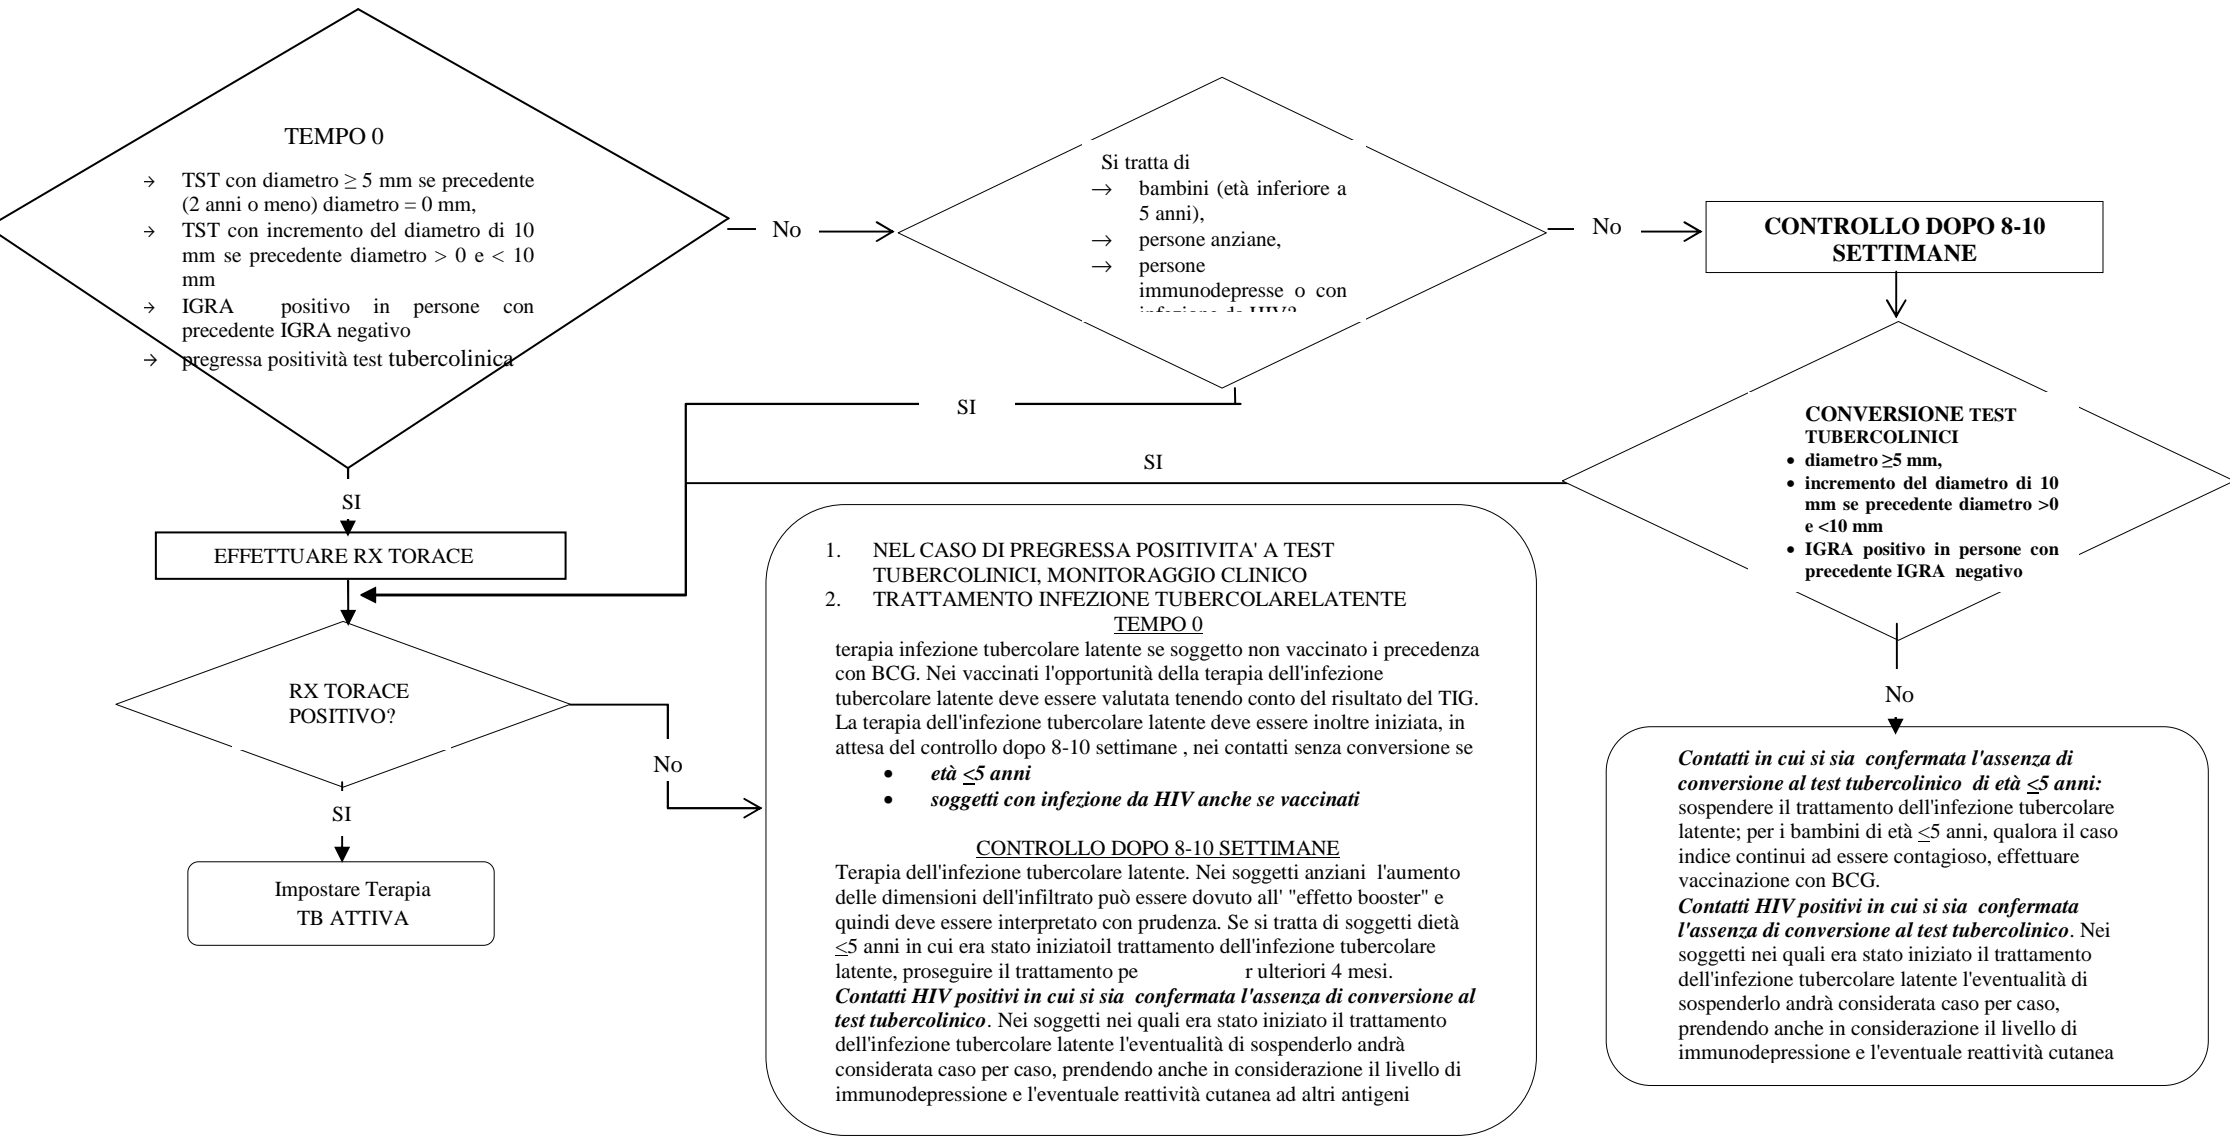 TEMPO 0
→ TST con diametro ≥ 5 mm se precedente
(2 anni o meno) diametro = 0 mm,
→ TST con incremento del diametro di 10
mm se precedente diametro > 0 e < 10
mm
→ IGRA positivo in persone con
precedente IGRA negativo
→ pregressa positività test tubercolinica
No
Si tratta di
→ bambini (età inferiore a
5 anni),
→ persone anziane,
→ persone
immunodepresse o con
infezione da HIV?
No
CONTROLLO DOPO 8-10
SETTIMANE
SI
SI
CONVERSIONE TEST
TUBERCOLINICI
• diametro ≥5 mm,
• incremento del diametro di 10
mm se precedente diametro >0
e <10 mm
• IGRA positivo in persone con
precedente IGRA negativo
SI
EFFETTUARE RX TORACE
RX TORACE
POSITIVO?
No
SI
Impostare Terapia
TB ATTIVA
1. NEL CASO DI PREGRESSA POSITIVITA' A TEST
TUBERCOLINICI, MONITORAGGIO CLINICO
2. TRATTAMENTO INFEZIONE TUBERCOLARELATENTE
TEMPO 0
terapia infezione tubercolare latente se soggetto non vaccinato i precedenza
con BCG. Nei vaccinati l'opportunità della terapia dell'infezione
tubercolare latente deve essere valutata tenendo conto del risultato del TIG.
La terapia dell'infezione tubercolare latente deve essere inoltre iniziata, in
attesa del controllo dopo 8-10 settimane , nei contatti senza conversione se
• età ≤5 anni
• soggetti con infezione da HIV anche se vaccinati
CONTROLLO DOPO 8-10 SETTIMANE
Terapia dell'infezione tubercolare latente. Nei soggetti anziani l'aumento
delle dimensioni dell'infiltrato può essere dovuto all' "effetto booster" e
quindi deve essere interpretato con prudenza. Se si tratta di soggetti dietà
≤5 anni in cui era stato iniziatoil trattamento dell'infezione tubercolare
latente, proseguire il trattamento pe r ulteriori 4 mesi.
Contatti HIV positivi in cui si sia confermata l'assenza di conversione al
test tubercolinico. Nei soggetti nei quali era stato iniziato il trattamento
dell'infezione tubercolare latente l'eventualità di sospenderlo andrà
considerata caso per caso, prendendo anche in considerazione il livello di
immunodepressione e l'eventuale reattività cutanea ad altri antigeni
No
Contatti in cui si sia confermata l'assenza di
conversione al test tubercolinico di età ≤5 anni:
sospendere il trattamento dell'infezione tubercolare
latente; per i bambini di età ≤5 anni, qualora il caso
indice continui ad essere contagioso, effettuare
vaccinazione con BCG.
Contatti HIV positivi in cui si sia confermata
l'assenza di conversione al test tubercolinico. Nei
soggetti nei quali era stato iniziato il trattamento
dell'infezione tubercolare latente l'eventualità di
sospenderlo andrà considerata caso per caso,
prendendo anche in considerazione il livello di
immunodepressione e l'eventuale reattività cutanea